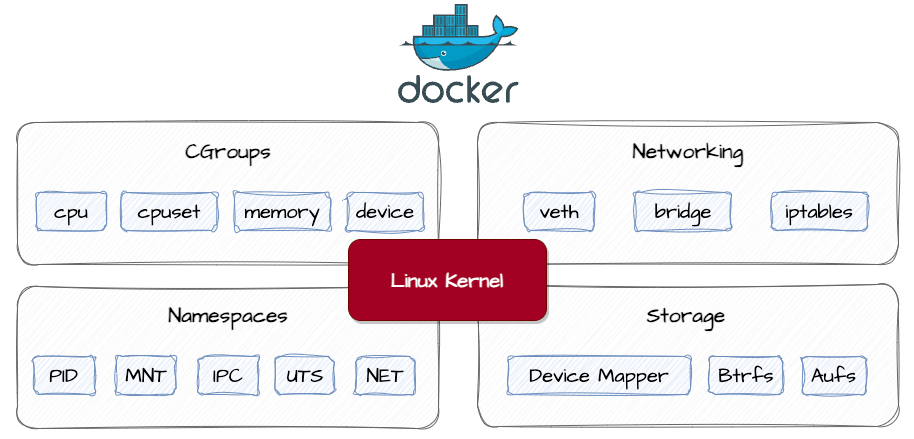 docker
CGroups
cpu cpuset memory device
Networking
veth bridge iptables
Linux Kernel
Namespaces
PID MNT IPC UTS NET
Storage
Device Mapper Btrfs Aufs